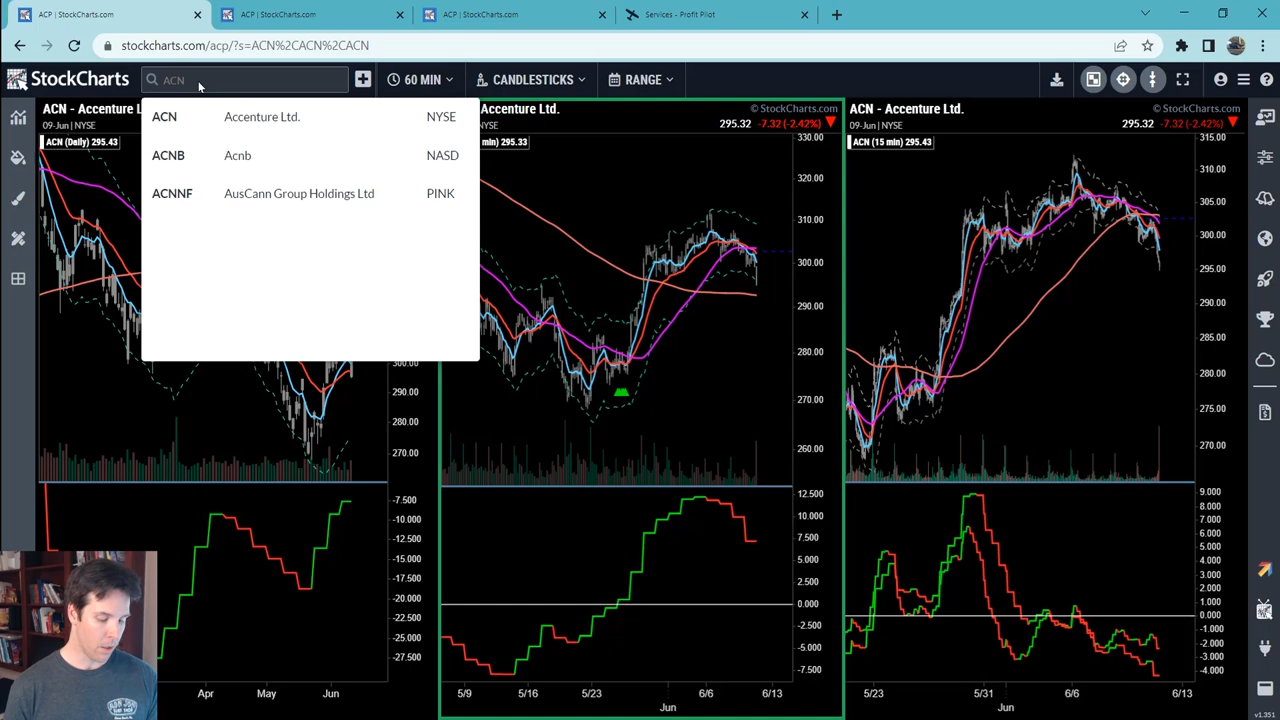 ACP | StockCharts.com
ACP | StockCharts.com
ACP | StockCharts.com
Services - Profit Pilot
stockcharts.com/acp/?s=ACN%2CACN%2CACN
StockCharts
ACN
60 MIN
CANDLESTICKS
RANGE
ACN Accenture Ltd. NYSE
ACNB Acnb NASD
ACNNF AusCann Group Holdings Ltd PINK
ACN - Accenture L
09-Jun | NYSE
ACN (Daily) 295.43
300.00
290.00
280.00
270.00
-7.500
-10.000
-12.500
-15.000
-17.500
-20.000
-22.500
-25.000
-27.500
Apr May Jun
enture Ltd.
© StockCharts.com
NYSE
295.32 -7.32 (-2.42%)
min) 295.33
330.00
320.00
310.00
300.00
290.00
280.00
270.00
260.00
12.500
10.000
7.500
5.000
2.500
0.000
-2.500
-5.000
-7.500
5/9 5/16 5/23 6/6 6/13
Jun
ACN - Accenture Ltd.
© StockCharts.com
09-Jun | NYSE
295.32 -7.32 (-2.42%)
ACN (15 min) 295.43
315.00
310.00
305.00
300.00
295.00
290.00
285.00
280.00
275.00
270.00
9.000
7.000
6.000
5.000
4.000
3.000
2.000
1.000
0.000
-1.000
-2.000
-3.000
-4.000
5/23 5/31 6/6 6/13
Jun
v1.351